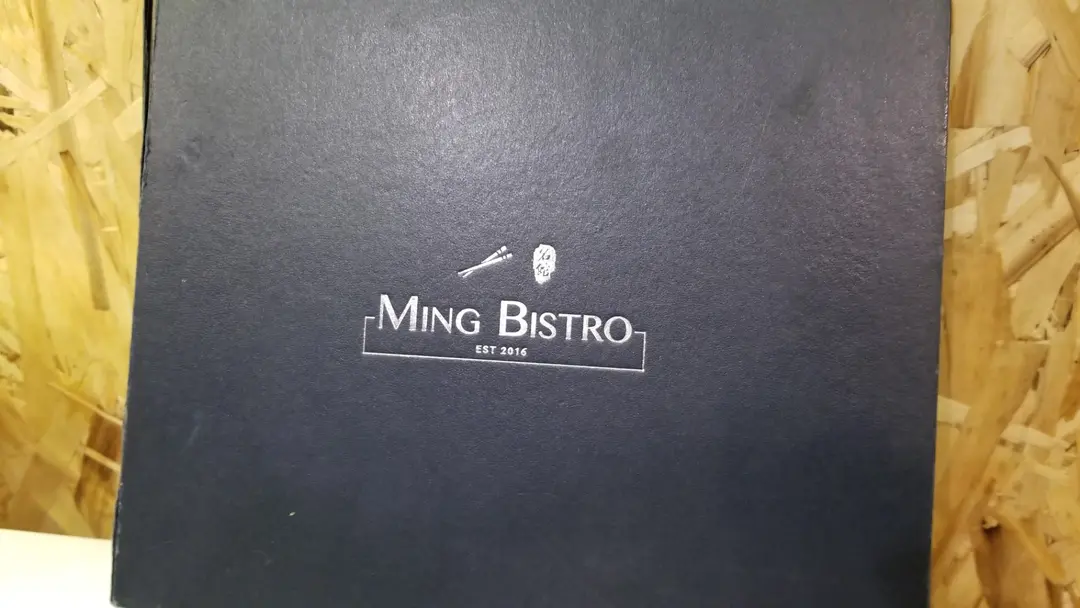 MING BISTRO
EST 2016